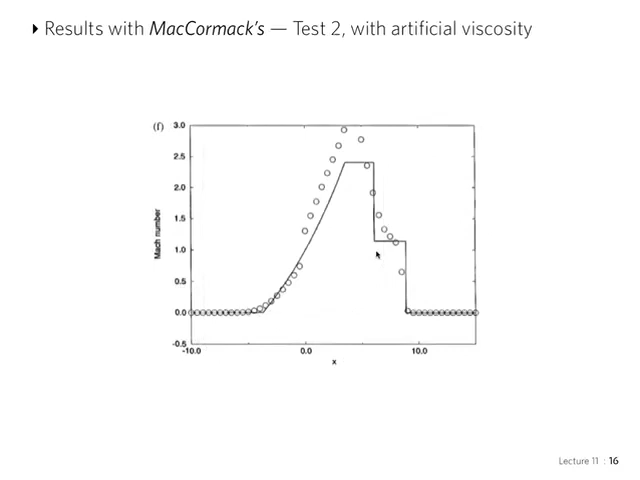 Results with MacCormack's — Test 2, with artificial viscosity
(f)
3.0
2.5
2.0
1.5
1.0
0.5
0.0
-0.5
Mach number
-10.0 0.0 10.0
x
Lecture 11 : 16